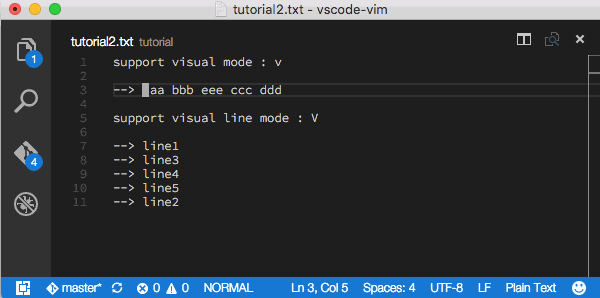 tutorial2.txt - vscode-vim
tutorial2.txt tutorial
1 support visual mode : v
2
3 --> aa bbb eee ccc ddd
4
5 support visual line mode : V
6
7 --> line1
8 --> line3
9 --> line4
10 --> line5
11 --> line2
1
4
master* 0 0 NORMAL Ln 3, Col 5 Spaces: 4 UTF-8 LF Plain Text